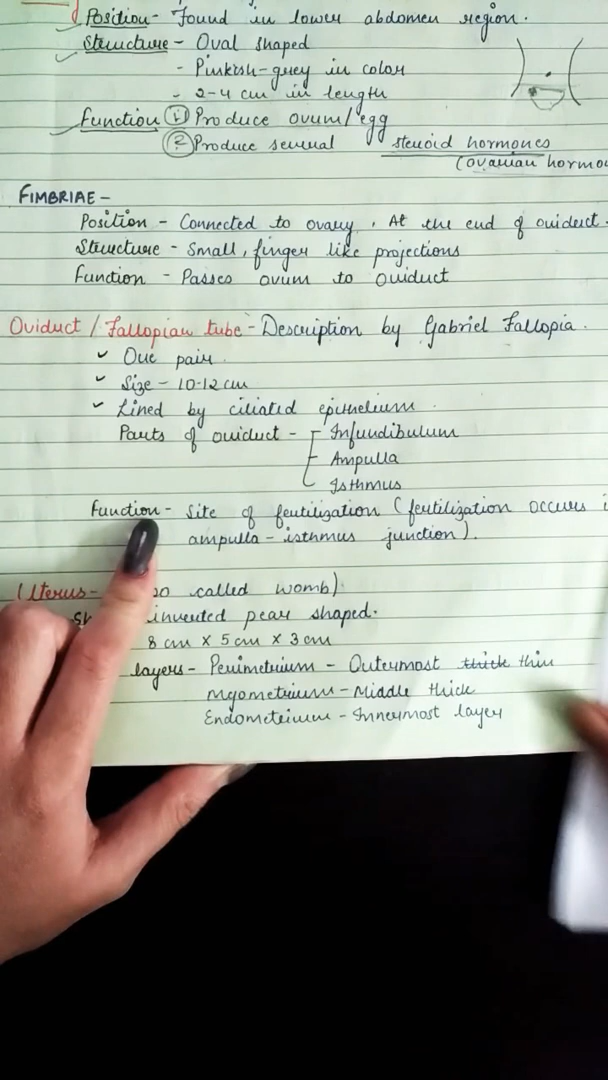 Position- Found in lower abdomen region.
Structure- Oval shaped
- Pinkish-grey in color
- 2-4 cm in length
Function ① Produce ovum/egg
② Produce several steroid hormones
(ovarian hormo
FIMBRIAE-
Position - Connected to ovary. At the end of oviduct.
Structure - Small, finger like projections
Function - Passes ovum to oviduct
Oviduct / Fallopian tube - Description by Gabriel Fallopia.
✓ One pair.
✓ Size - 10-12 cm
✓ Lined by ciliated epithelium.
Parts of oviduct - Infundibulum
Ampulla
Isthmus
Function- Site of fertilization (fertilization occurs i
ampulla - isthmus junction).
Uterus- so called womb)
inverted pear shaped.
8 cm X 5 cm X 3 cm
layers- Perimetrium - Outermost thick thin
Myometrium - Middle thick
Endometrium - Innermost layer